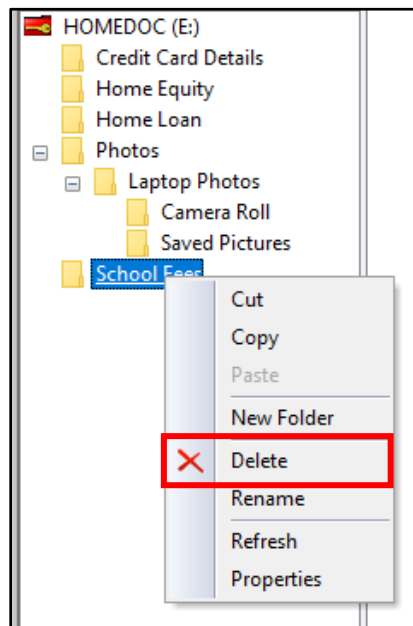 HOMEDOC (E:)
Credit Card Details
Home Equity
Home Loan
Photos
Laptop Photos
Camera Roll
Saved Pictures
School Fees
Cut
Copy
Paste
New Folder
Delete
Rename
Refresh
Properties